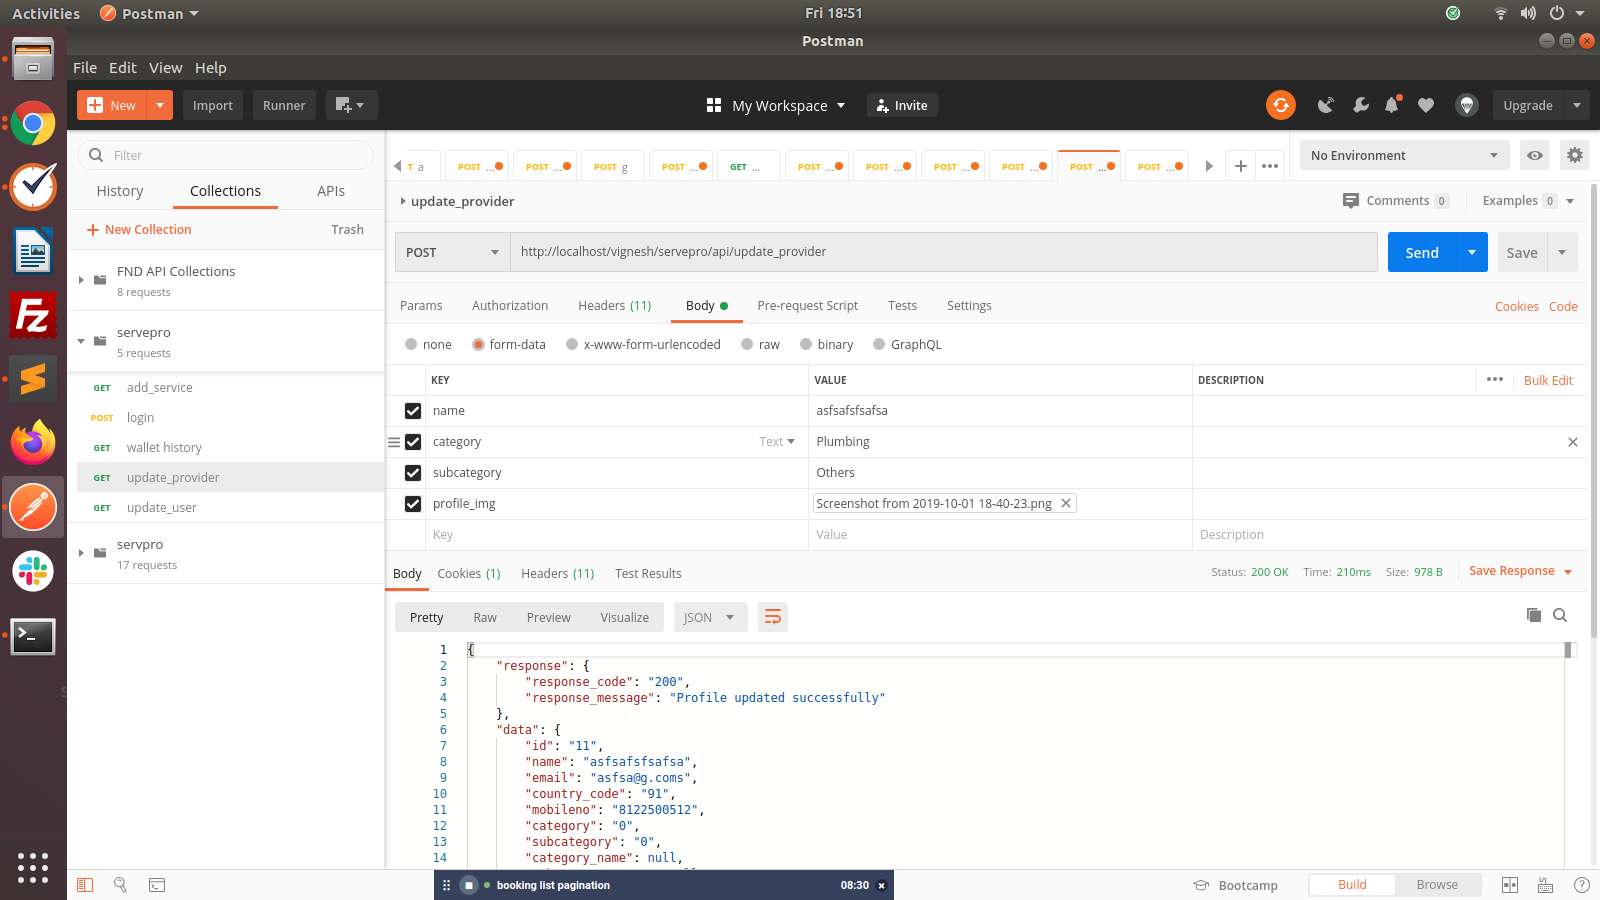 Activities Postman Fri 18:51
Postman
File Edit View Help
New Import Runner My Workspace Invite Upgrade
Filter
History Collections APIs
New Collection Trash
FND API Collections
8 requests
servepro
5 requests
GET add_service
POST login
GET wallet history
GET update_provider
GET update_user
servpro
17 requests
T a POST ... POST ... POST g POST ... GET ... POST ... POST ... POST ... POST ... POST ... POST ... No Environment
update_provider Comments 0 Examples 0
POST http://localhost/vignesh/servepro/api/update_provider Send Save
Params Authorization Headers (11) Body Pre-request Script Tests Settings Cookies Code
none form-data x-www-form-urlencoded raw binary GraphQL
KEY VALUE DESCRIPTION Bulk Edit
name asfsafsfsafsa
category Text Plumbing
subcategory Others
profile_img Screenshot from 2019-10-01 18-40-23.png
Key Value Description
Body Cookies (1) Headers (11) Test Results Status: 200 OK Time: 210ms Size: 978 B Save Response
Pretty Raw Preview Visualize JSON
1 {
2 "response": {
3 "response_code": "200",
4 "response_message": "Profile updated successfully"
5 },
6 "data": {
7 "id": "11",
8 "name": "asfsafsfsafsa",
9 "email": "asfsa@g.coms",
10 "country_code": "91",
11 "mobileno": "8122500512",
12 "category": "0",
13 "subcategory": "0",
14 "category_name": null,
booking list pagination 08:30 Bootcamp Build Browse